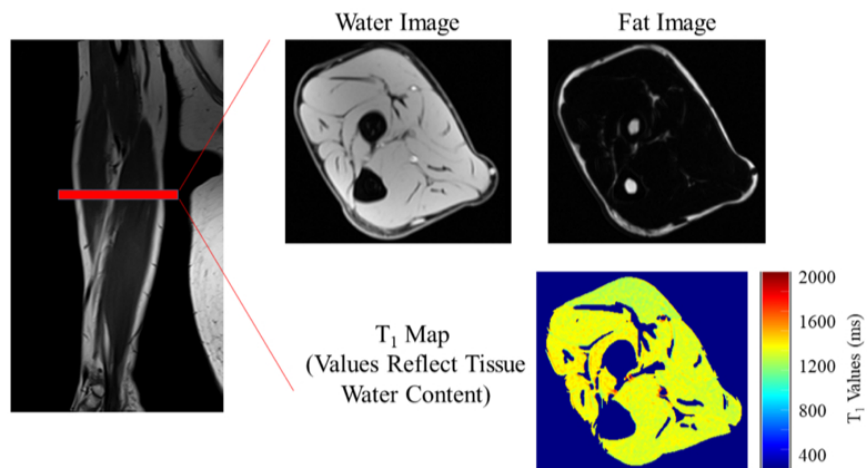 Water Image
Fat Image
T₁ Map
(Values Reflect Tissue
Water Content)
2000
1600
1200
800
400
T₁ Values (ms)